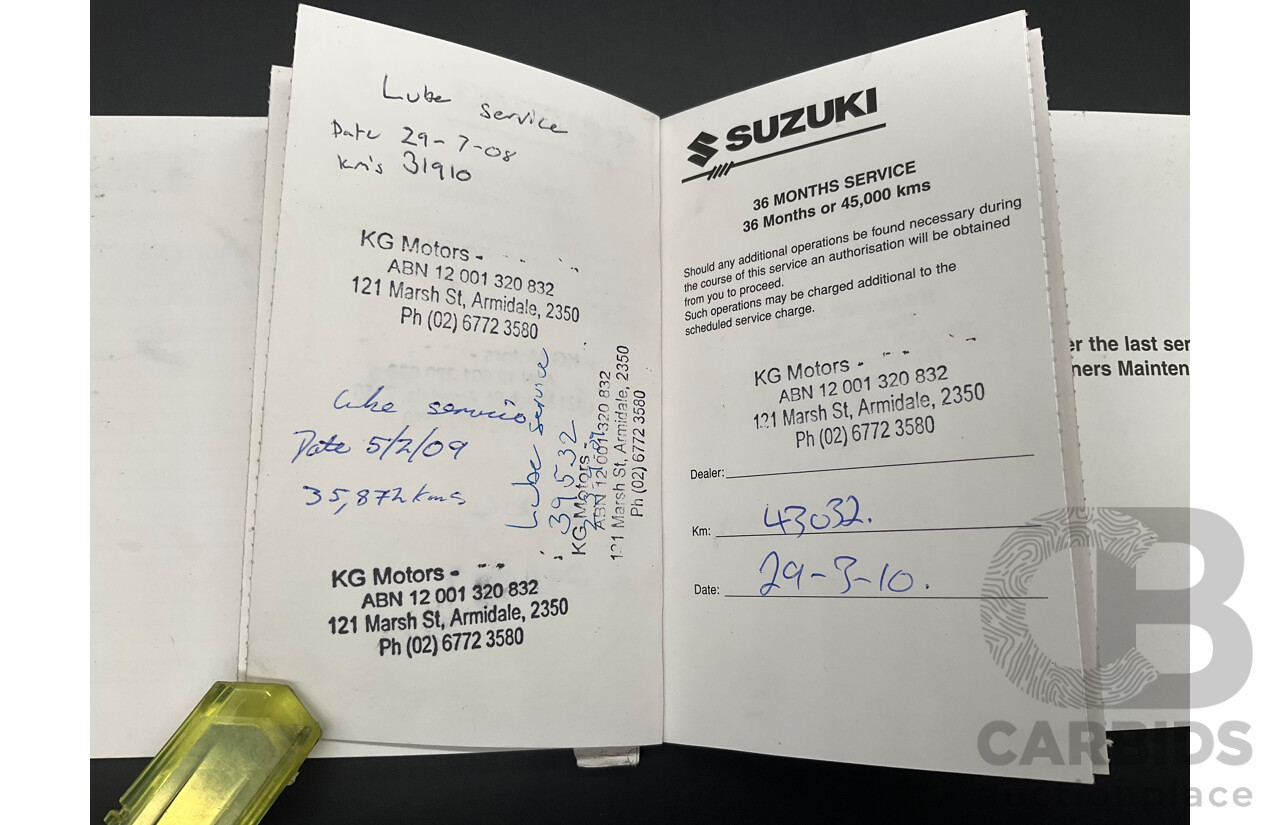 Lube service
Date 29-7-08
km's 31910
KG Motors -
ABN 12 001 320 832
121 Marsh St, Armidale, 2350
Ph (02) 6772 3580
Lube service
Date 5/2/09
35,872kms
KG Motors -
ABN 12 001 320 832
121 Marsh St, Armidale, 2350
Ph (02) 6772 3580
Lube service
39532
KG Motors -
ABN 12 001 320 832
121 Marsh St, Armidale, 2350
Ph (02) 6772 3580
SUZUKI
36 MONTHS SERVICE
36 Months or 45,000 kms
Should any additional operations be found necessary during
the course of this service an authorisation will be obtained
from you to proceed.
Such operations may be charged additional to the
scheduled service charge.
KG Motors -
ABN 12 001 320 832
121 Marsh St, Armidale, 2350
Ph (02) 6772 3580
Dealer:
Km: 43032.
Date: 29-3-10.
er the last ser
ners Mainten
CB
CARBIDS
auctionplace